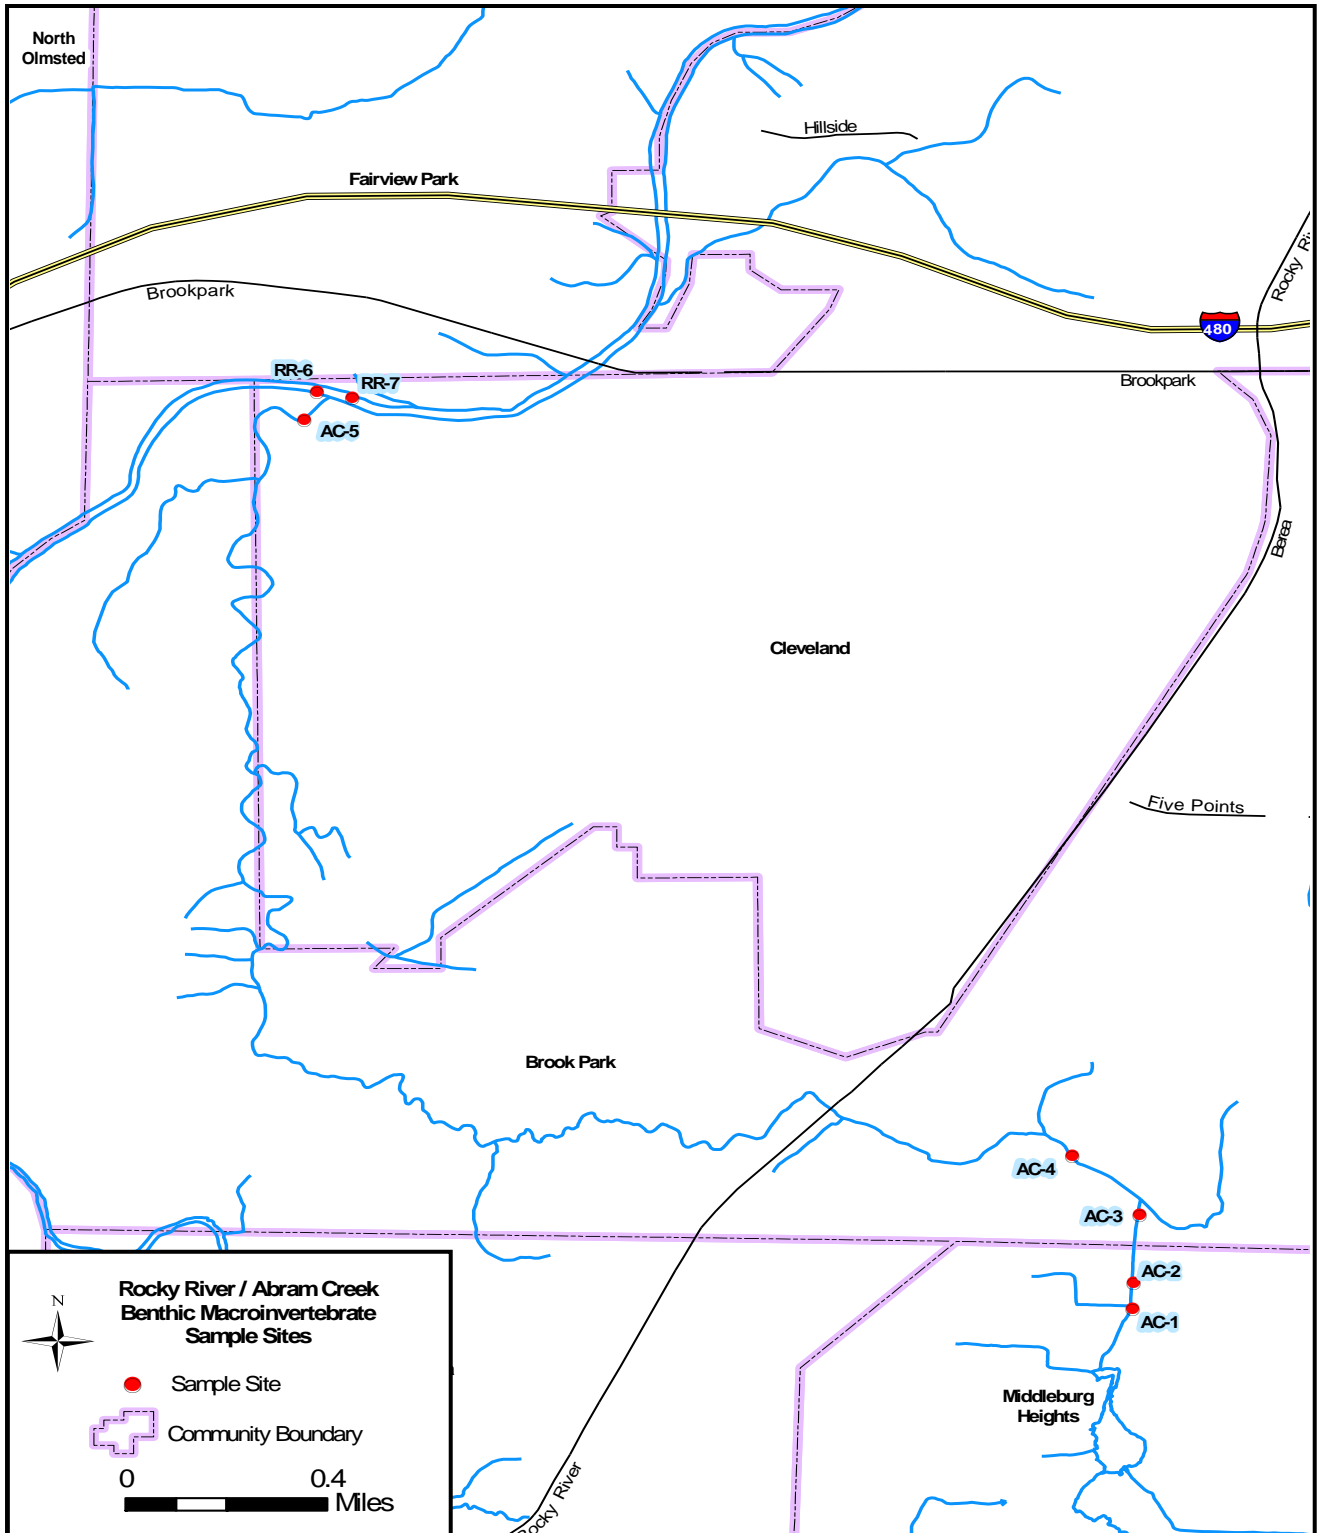 North
Olmsted
Hillside
Fairview Park
Rocky Ri
Brookpark
480
RR-6
RR-7
Brookpark
AC-5
Berea
Cleveland
Five Points
Brook Park
AC-4
AC-3
AC-2
AC-1
Middleburg
Heights
Rocky River
Rocky River / Abram Creek
Benthic Macroinvertebrate
Sample Sites
N
Sample Site
Community Boundary
0 0.4
Miles